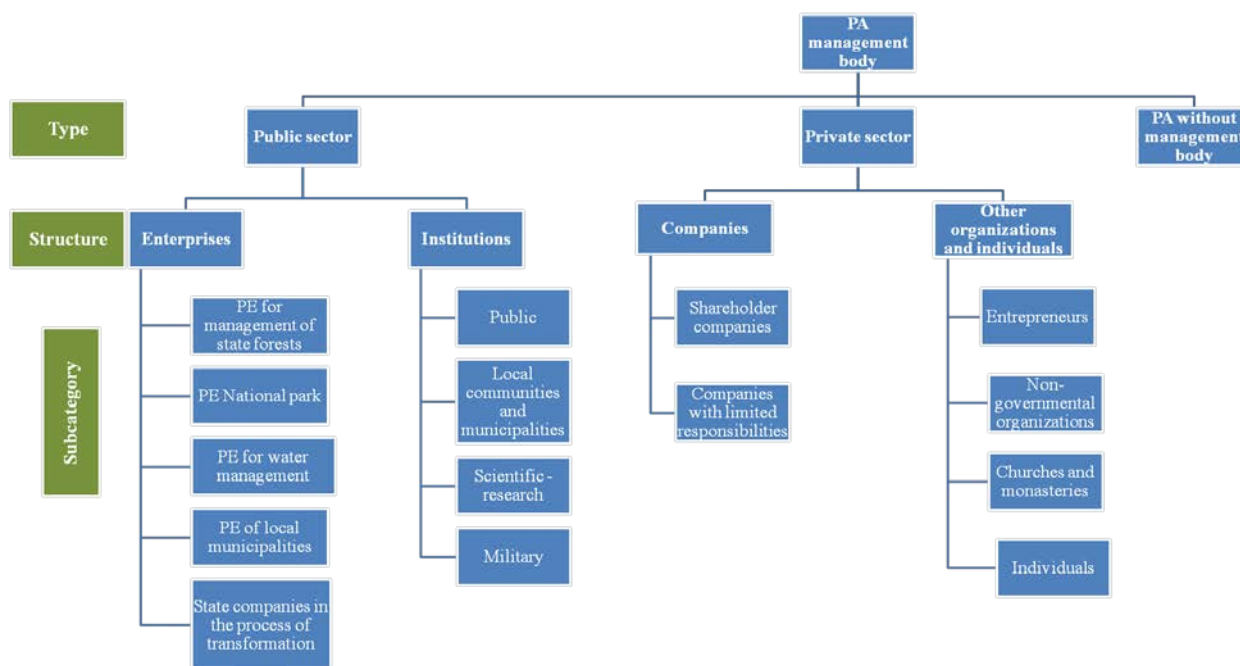 PA
management
body
Type
Public sector
Private sector
PA without
management
body
Structure
Enterprises
Institutions
Companies
Other
organizations
and individuals
Subcategory
PE for
management of
state forests
PE National park
PE for water
management
PE of local
municipalities
State companies in
the process of
transformation
Public
Local
communities
and
municipalities
Scientific -
research
Military
Shareholder
companies
Companies
with limited
responsibilities
Entrepreneurs
Non-
governmental
organizations
Churches and
monasteries
Individuals